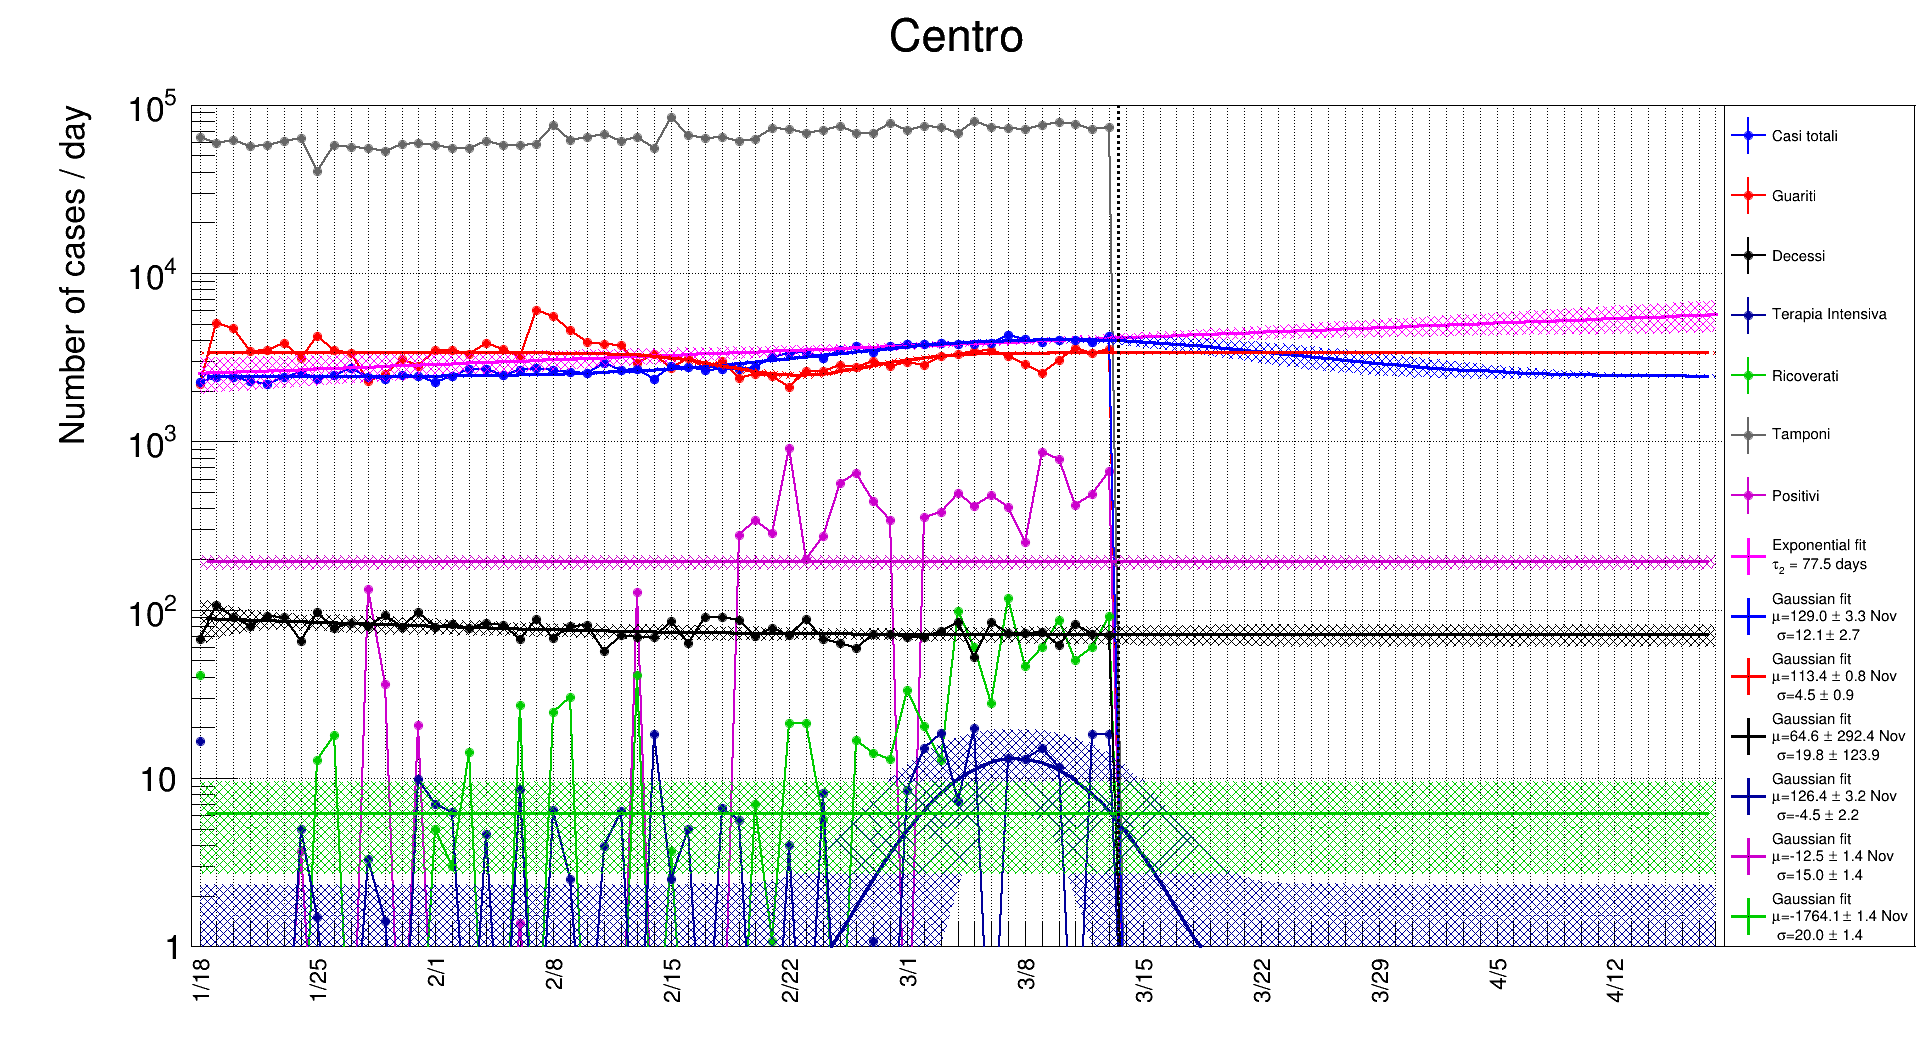 Centro
Number of cases / day
10^5
10^4
10^3
10^2
10
1
1/18 1/25 2/1 2/8 2/15 2/22 3/1 3/8 3/15 3/22 3/29 4/5 4/12
Casi totali
Guariti
Decessi
Terapia Intensiva
Ricoverati
Tamponi
Positivi
Exponential fit
τ₂ = 77.5 days
Gaussian fit
μ=129.0 ± 3.3 Nov
σ=12.1 ± 2.7
Gaussian fit
μ=113.4 ± 0.8 Nov
σ=4.5 ± 0.9
Gaussian fit
μ=64.6 ± 292.4 Nov
σ=19.8 ± 123.9
Gaussian fit
μ=126.4 ± 3.2 Nov
σ=-4.5 ± 2.2
Gaussian fit
μ=-12.5 ± 1.4 Nov
σ=15.0 ± 1.4
Gaussian fit
μ=-1764.1 ± 1.4 Nov
σ=20.0 ± 1.4